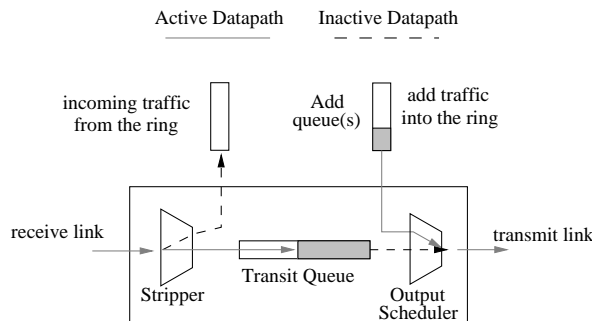 Active Datapath
Inactive Datapath
incoming traffic
from the ring
Add
queue(s)
add traffic
into the ring
receive link
transmit link
Transit Queue
Stripper
Output
Scheduler